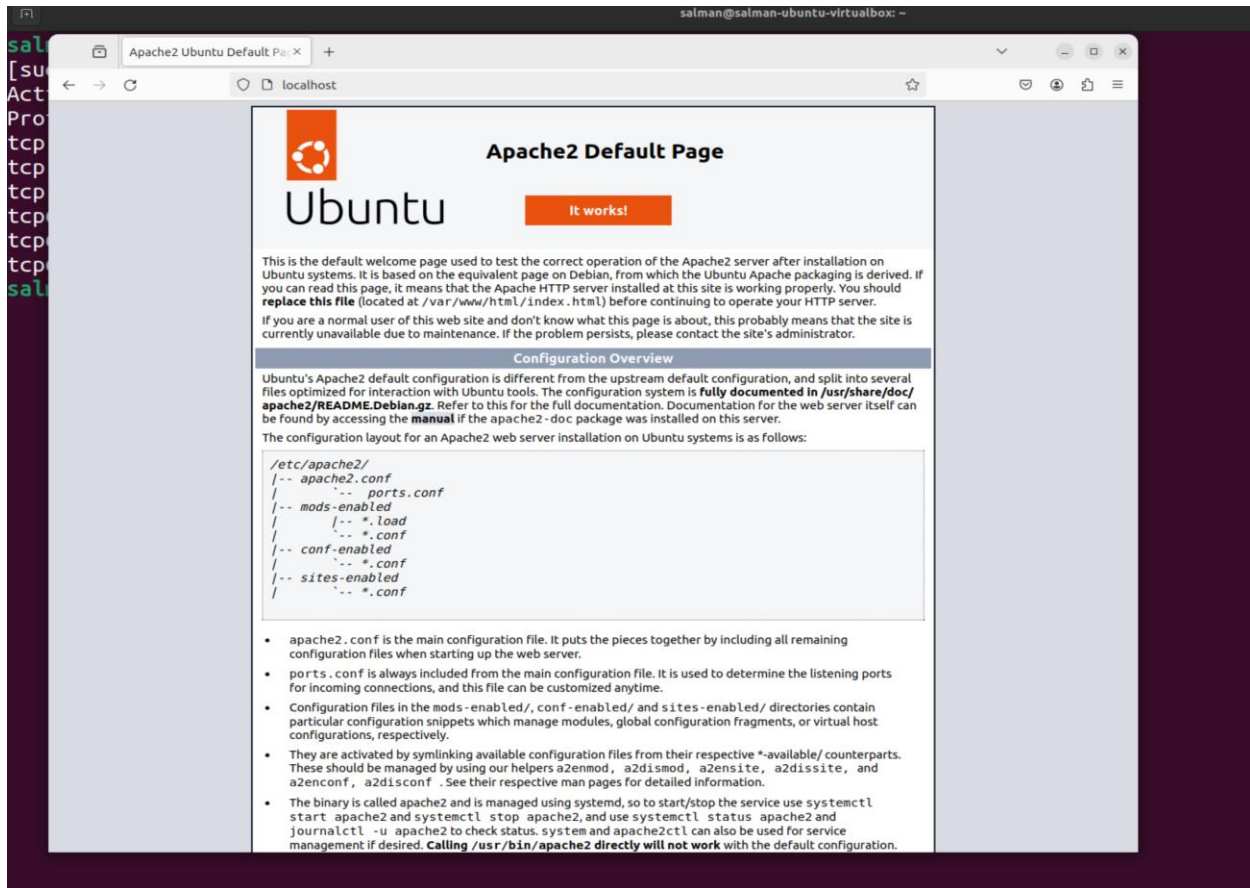 salman@salman-ubuntu-virtualbox: ~
Apache2 Ubuntu Default Pa
localhost
tcp
tcp
tcp
Apache2 Default Page
Ubuntu
It works!
This is the default welcome page used to test the correct operation of the Apache2 server after installation on
Ubuntu systems. It is based on the equivalent page on Debian, from which the Ubuntu Apache packaging is derived. If
you can read this page, it means that the Apache HTTP server installed at this site is working properly. You should
replace this file (located at /var/www/html/index.html) before continuing to operate your HTTP server.
If you are a normal user of this web site and don't know what this page is about, this probably means that the site is
currently unavailable due to maintenance. If the problem persists, please contact the site's administrator.
Configuration Overview
Ubuntu's Apache2 default configuration is different from the upstream default configuration, and split into several
files optimized for interaction with Ubuntu tools. The configuration system is fully documented in /usr/share/doc/
apache2/README.Debian.gz. Refer to this for the full documentation. Documentation for the web server itself can
be found by accessing the manual if the apache2-doc package was installed on this server.
The configuration layout for an Apache2 web server installation on Ubuntu systems is as follows:
/etc/apache2/
|-- apache2.conf
|       `--  ports.conf
|-- mods-enabled
|       |-- *.load
|       `-- *.conf
|-- conf-enabled
|       `-- *.conf
|-- sites-enabled
|       `-- *.conf
• apache2.conf is the main configuration file. It puts the pieces together by including all remaining
configuration files when starting up the web server.
• ports.conf is always included from the main configuration file. It is used to determine the listening ports
for incoming connections, and this file can be customized anytime.
• Configuration files in the mods-enabled/, conf-enabled/ and sites-enabled/ directories contain
particular configuration snippets which manage modules, global configuration fragments, or virtual host
configurations, respectively.
• They are activated by symlinking available configuration files from their respective *-available/ counterparts.
These should be managed by using our helpers a2enmod, a2dismod, a2ensite, a2dissite, and
a2enconf, a2disconf . See their respective man pages for detailed information.
• The binary is called apache2 and is managed using systemd, so to start/stop the service use systemctl
start apache2 and systemctl stop apache2, and use systemctl status apache2 and
journalctl -u apache2 to check status. system and apache2ctl can also be used for service
management if desired. Calling /usr/bin/apache2 directly will not work with the default configuration.